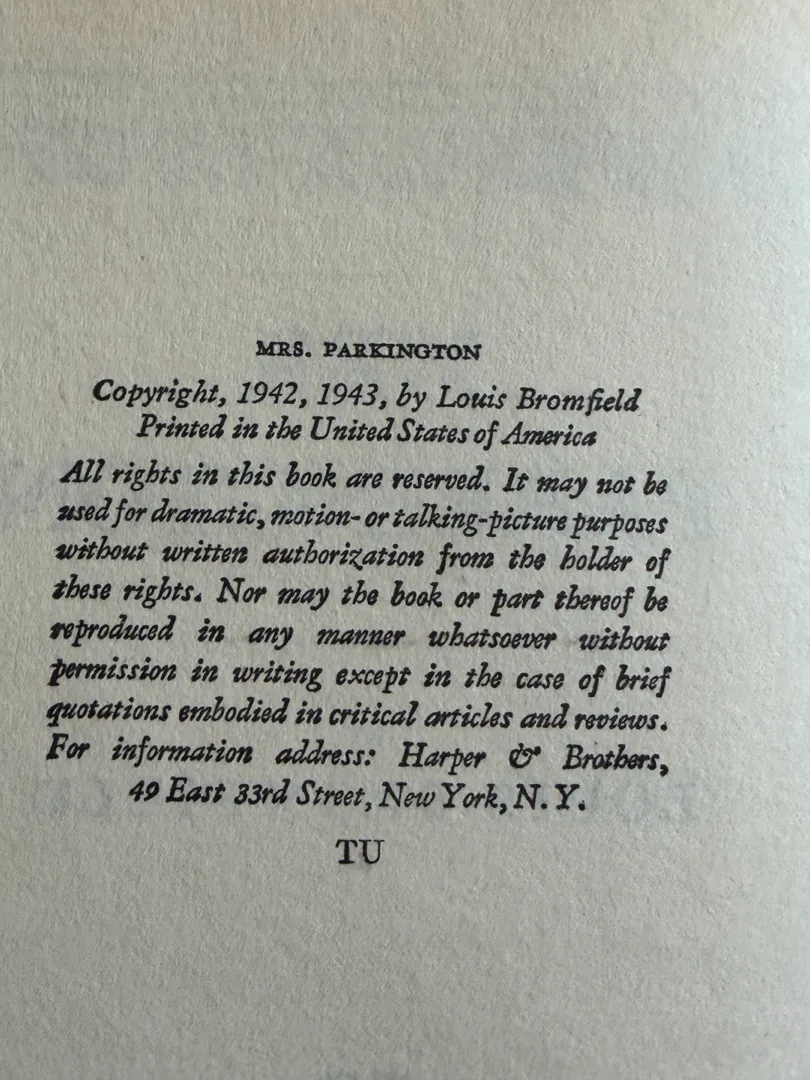 MRS. PARKINGTON
Copyright, 1942, 1943, by Louis Bromfield
Printed in the United States of America
All rights in this book are reserved. It may not be
used for dramatic, motion- or talking-picture purposes
without written authorization from the holder of
these rights. Nor may the book or part thereof be
reproduced in any manner whatsoever without
permission in writing except in the case of brief
quotations embodied in critical articles and reviews.
For information address: Harper & Brothers,
49 East 33rd Street, New York, N. Y.
TU